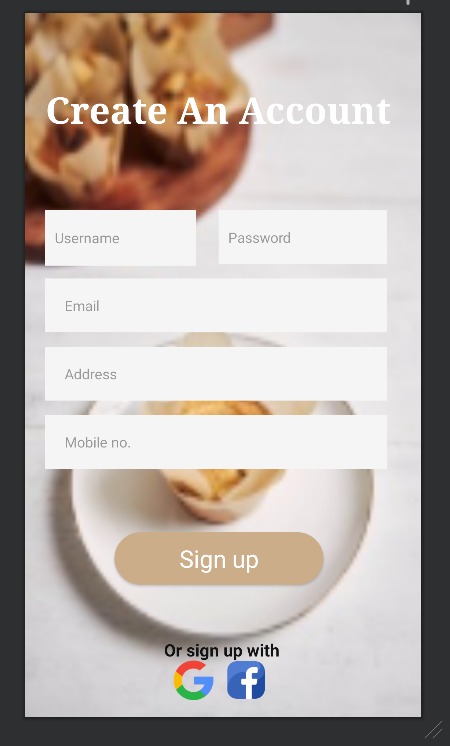 Create An Account
Username
Password
Email
Address
Mobile no.
Sign up
Or sign up with